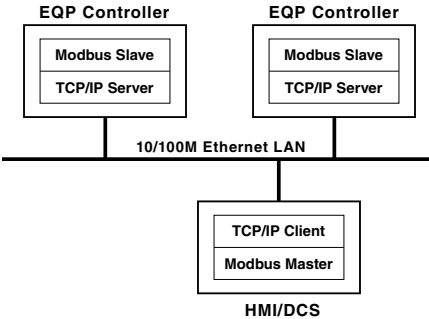 EQP Controller
EQP Controller
Modbus Slave
Modbus Slave
TCP/IP Server
TCP/IP Server
10/100M Ethernet LAN
TCP/IP Client
Modbus Master
HMI/DCS